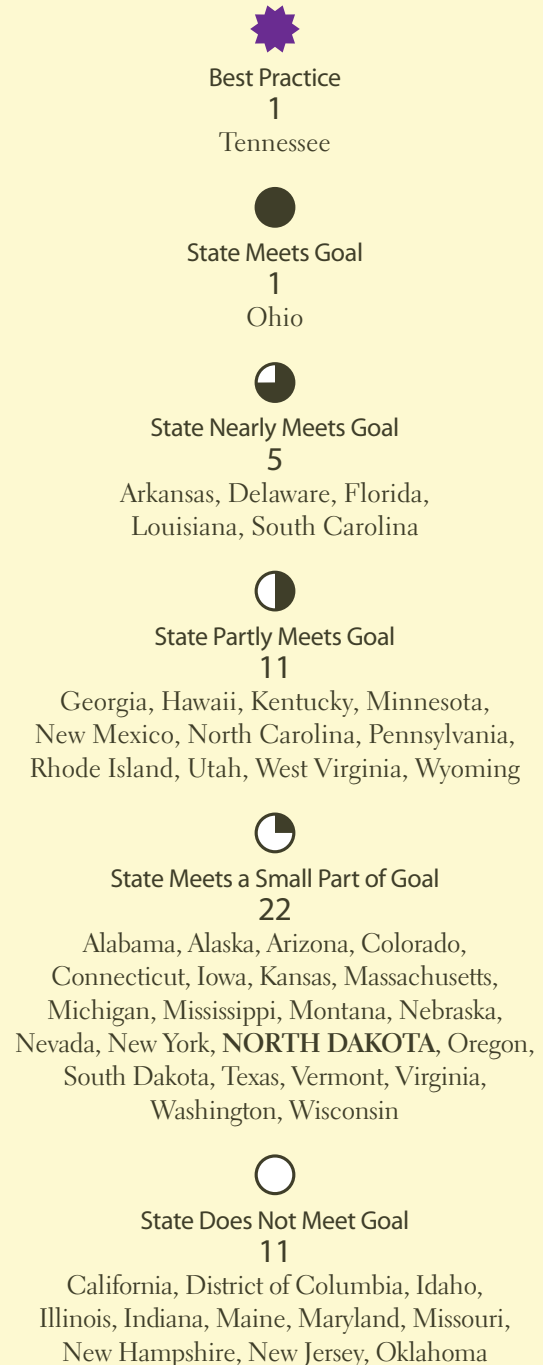 Best Practice
1
Tennessee
State Meets Goal
1
Ohio
State Nearly Meets Goal
5
Arkansas, Delaware, Florida,
Louisiana, South Carolina
State Partly Meets Goal
11
Georgia, Hawaii, Kentucky, Minnesota,
New Mexico, North Carolina, Pennsylvania,
Rhode Island, Utah, West Virginia, Wyoming
State Meets a Small Part of Goal
22
Alabama, Alaska, Arizona, Colorado,
Connecticut, Iowa, Kansas, Massachusetts,
Michigan, Mississippi, Montana, Nebraska,
Nevada, New York, NORTH DAKOTA, Oregon,
South Dakota, Texas, Vermont, Virginia,
Washington, Wisconsin
State Does Not Meet Goal
11
California, District of Columbia, Idaho,
Illinois, Indiana, Maine, Maryland, Missouri,
New Hampshire, New Jersey, Oklahoma